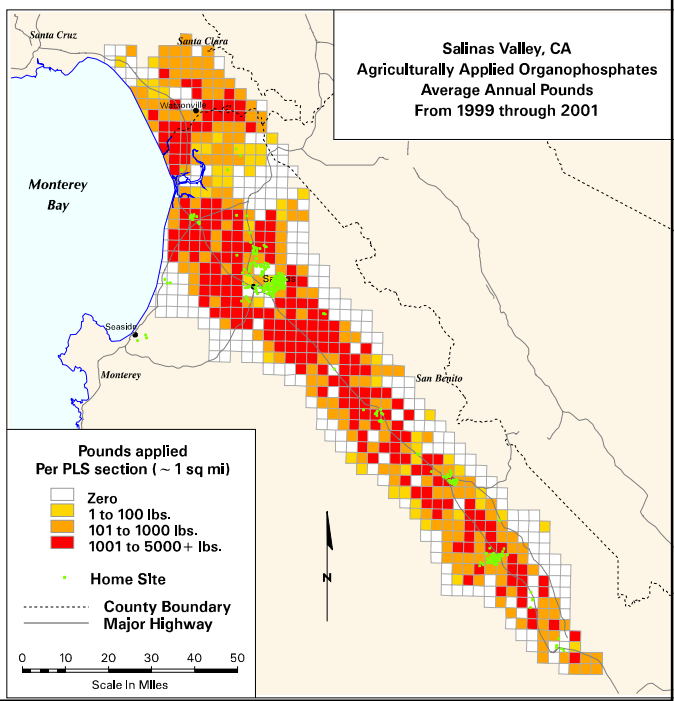 Salinas Valley, CA
Agriculturally Applied Organophosphates
Average Annual Pounds
From 1999 through 2001
Santa Cruz
Santa Clara
Watsonville
Monterey
Bay
Seaside
Monterey
San Benito
Pounds applied
Per PLS section (~ 1 sq mi)
Zero
1 to 100 lbs.
101 to 1000 lbs.
1001 to 5000+ lbs.
Home Site
County Boundary
Major Highway
0 10 20 30 40 50
Scale In Miles
N